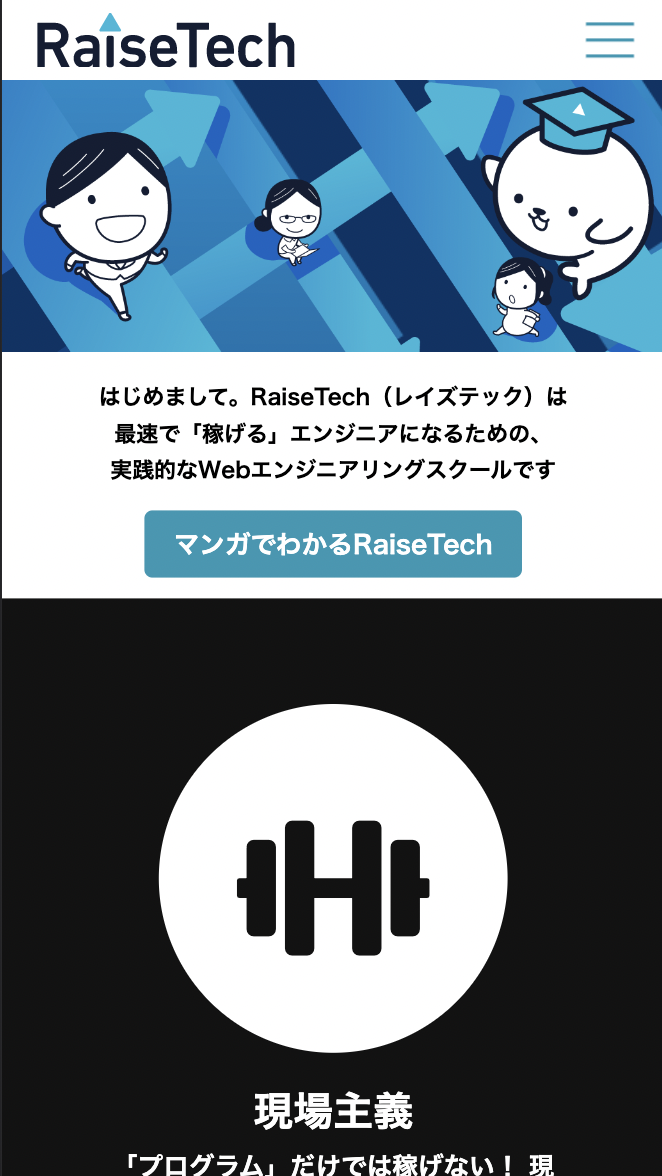 RaiseTech
はじめまして。RaiseTech（レイズテック）は
最速で「稼げる」エンジニアになるための、
実践的なWebエンジニアリングスクールです
マンガでわかるRaiseTech
現場主義
「プログラム」だけでは稼げない！ 現